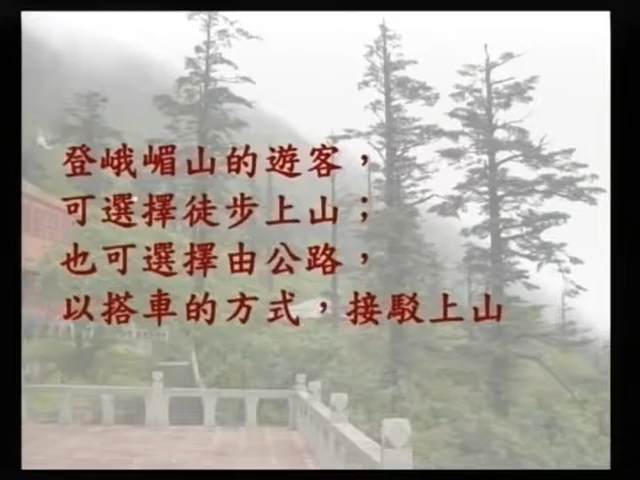 登峨嵋山的遊客，
可選擇徒步上山；
也可選擇由公路，
以搭車的方式，接駁上山